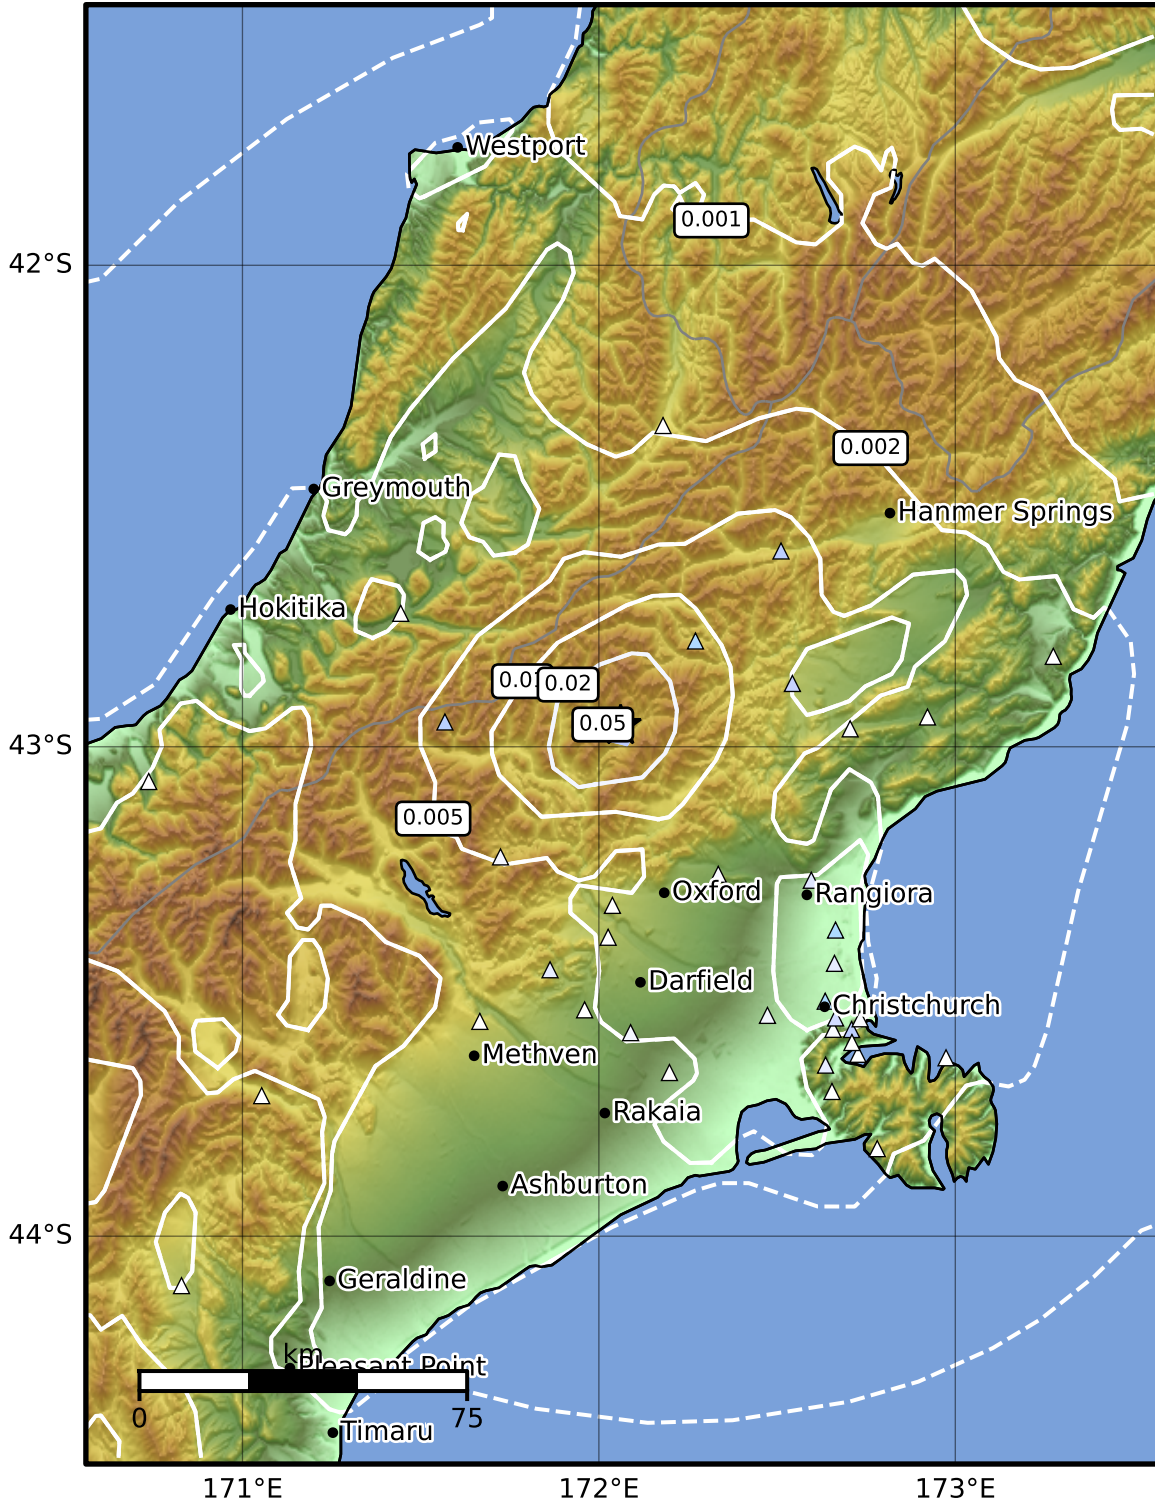 Westport
0.001
42°S
0.002
Greymouth
Hanmer Springs
Hokitika
0.02
0.05
43°S
0.005
Oxford
Rangiora
Darfield
Christchurch
Methven
Rakaia
Ashburton
44°S
Geraldine
km
Pleasant Point
0
75
Timaru
171°E
172°E
173°E